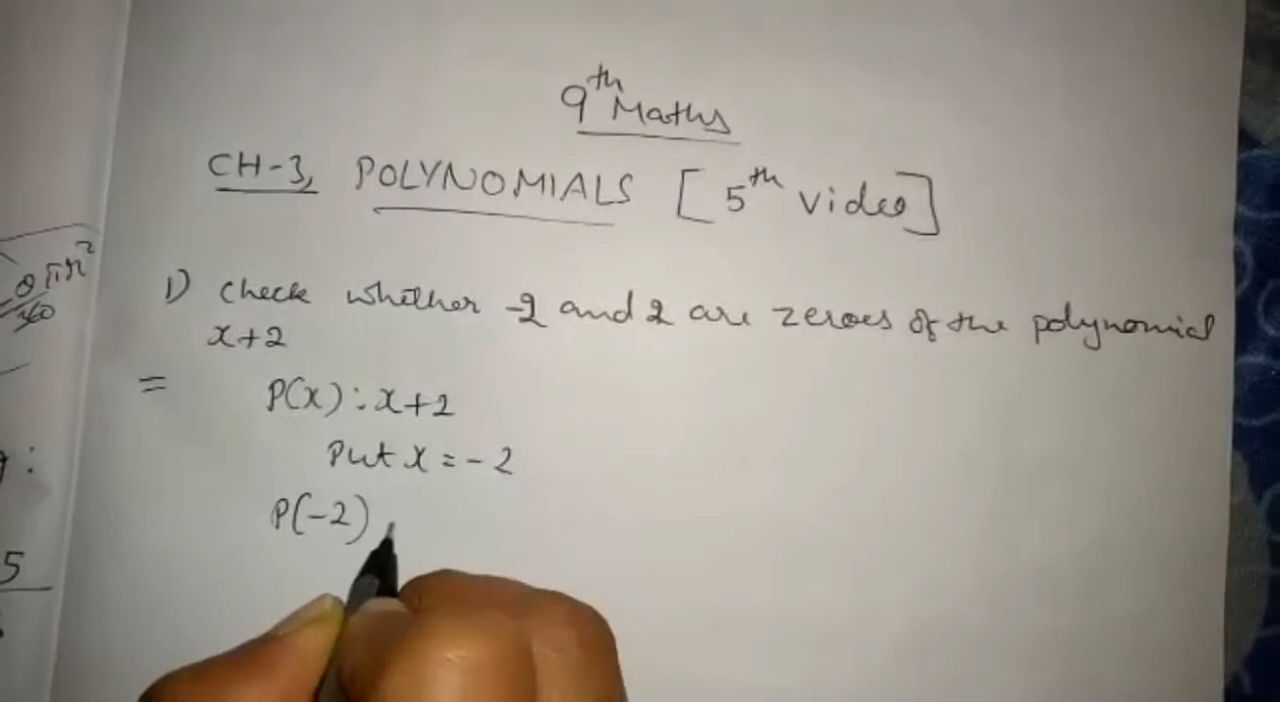 9th Maths
CH-3, POLYNOMIALS [5th video]
1) check whether -2 and 2 are zeroes of the polynomial
x+2
= P(x) : x+2
Put x = -2
P(-2)
5